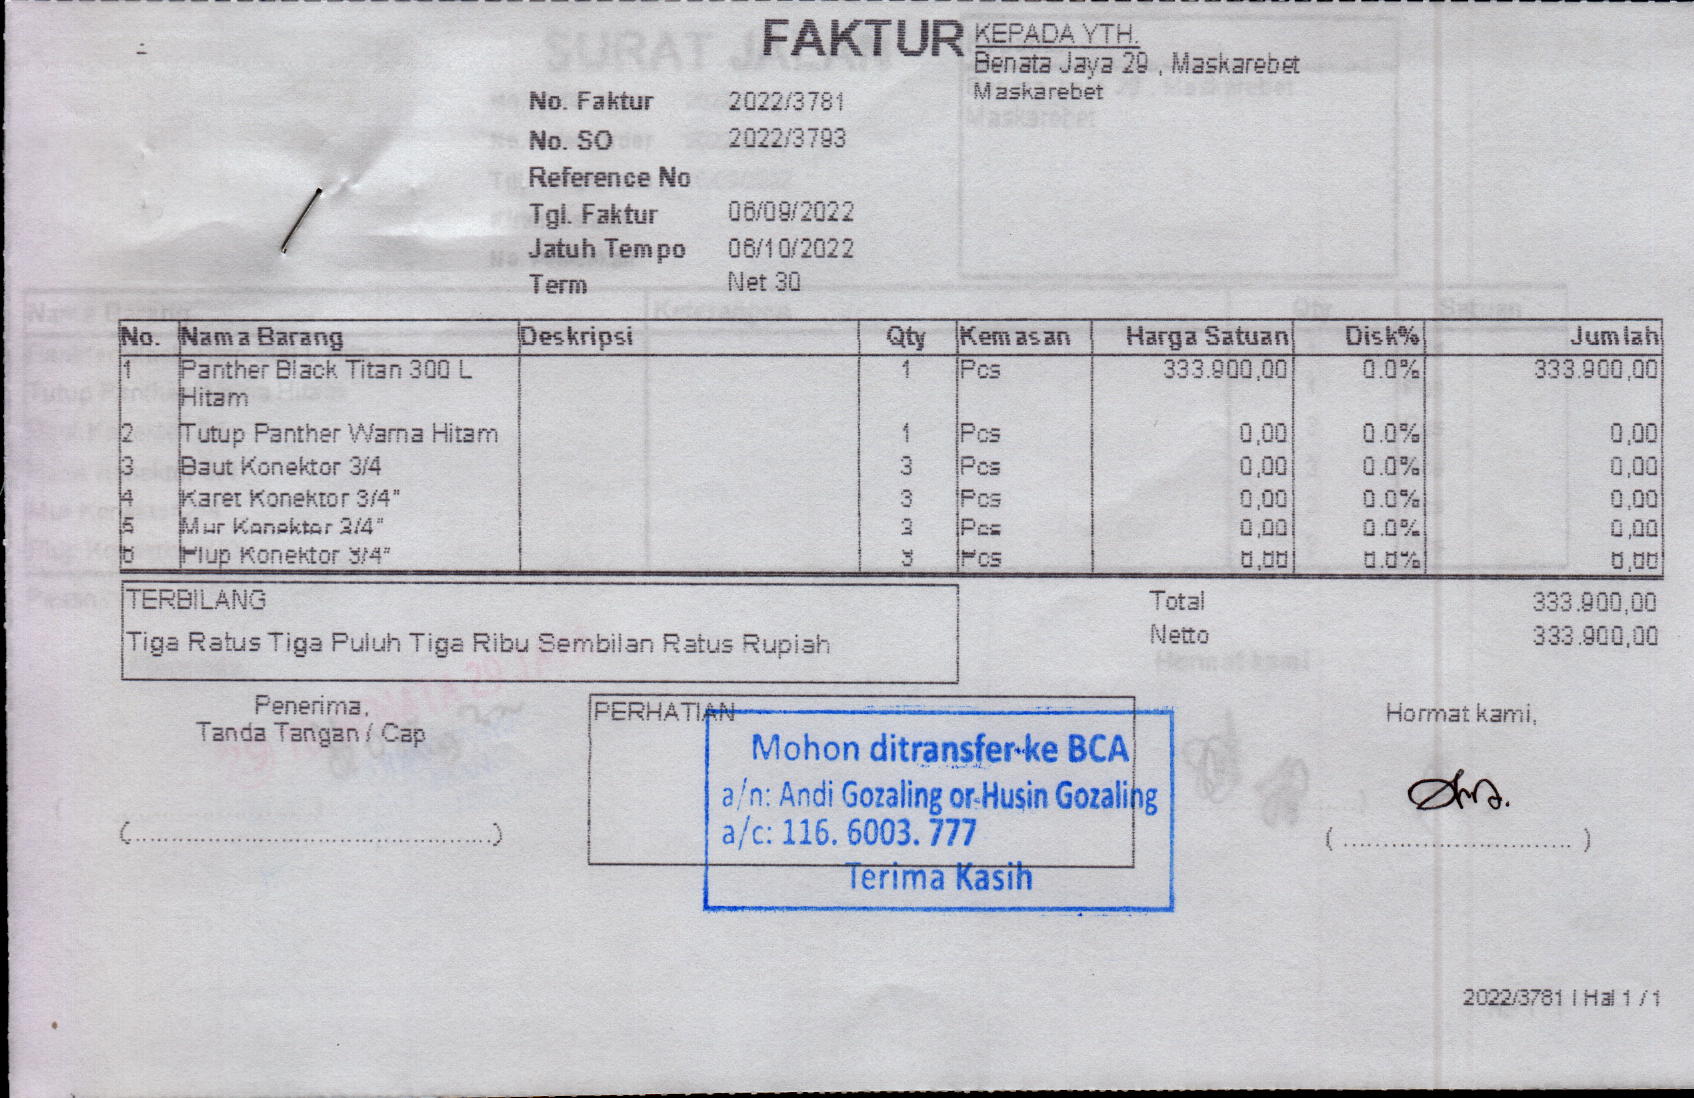 FAKTUR
KEPADA YTH.
Benata Jaya 29 , Maskarebet
Maskarebet
No. Faktur 2022/3781
No. SO 2022/3793
Reference No
Tgl. Faktur 06/09/2022
Jatuh Tempo 06/10/2022
Term Net 30
No. Nama Barang Deskripsi Qty Kemasan Harga Satuan Disk% Jumlah
1 Panther Black Titan 300 L 1 Pcs 333.900,00 0.0% 333.900,00
Hitam
2 Tutup Panther Warna Hitam 1 Pcs 0,00 0.0% 0,00
3 Baut Konektor 3/4 3 Pcs 0,00 0.0% 0,00
4 Karet Konektor 3/4" 3 Pcs 0,00 0.0% 0,00
5 Mur Konektor 3/4" 3 Pcs 0,00 0.0% 0,00
6 Plup Konektor 3/4" 3 Pcs 0,00 0.0% 0,00
TERBILANG
Tiga Ratus Tiga Puluh Tiga Ribu Sembilan Ratus Rupiah
Total 333.900,00
Netto 333.900,00
Penerima,
Tanda Tangan / Cap
PERHATIAN
Mohon ditransfer ke BCA
a/n: Andi Gozaling or Husin Gozaling
a/c: 116. 6003. 777
Terima Kasih
Hormat kami,
(................................................)
(.............................. )
2022/3781 | Hal 1 / 1